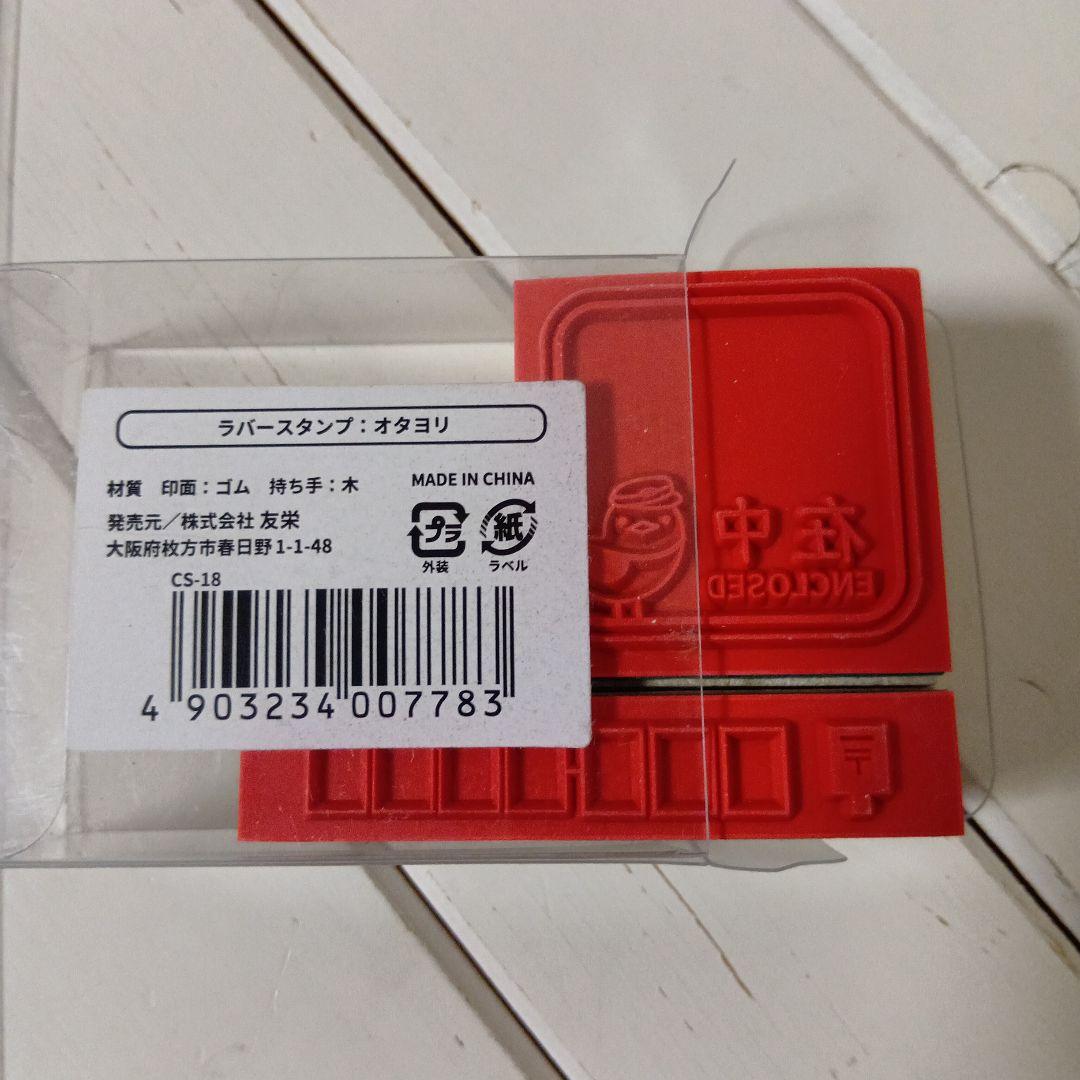 ラバースタンプ：オタヨリ
材質 印面：ゴム 持ち手：木
MADE IN CHINA
発売元／株式会社 友栄
大阪府枚方市春日野1-1-48
プラ
外装
紙
ラベル
CS-18
4 903234 007783
在中
ENCLOSED
〒